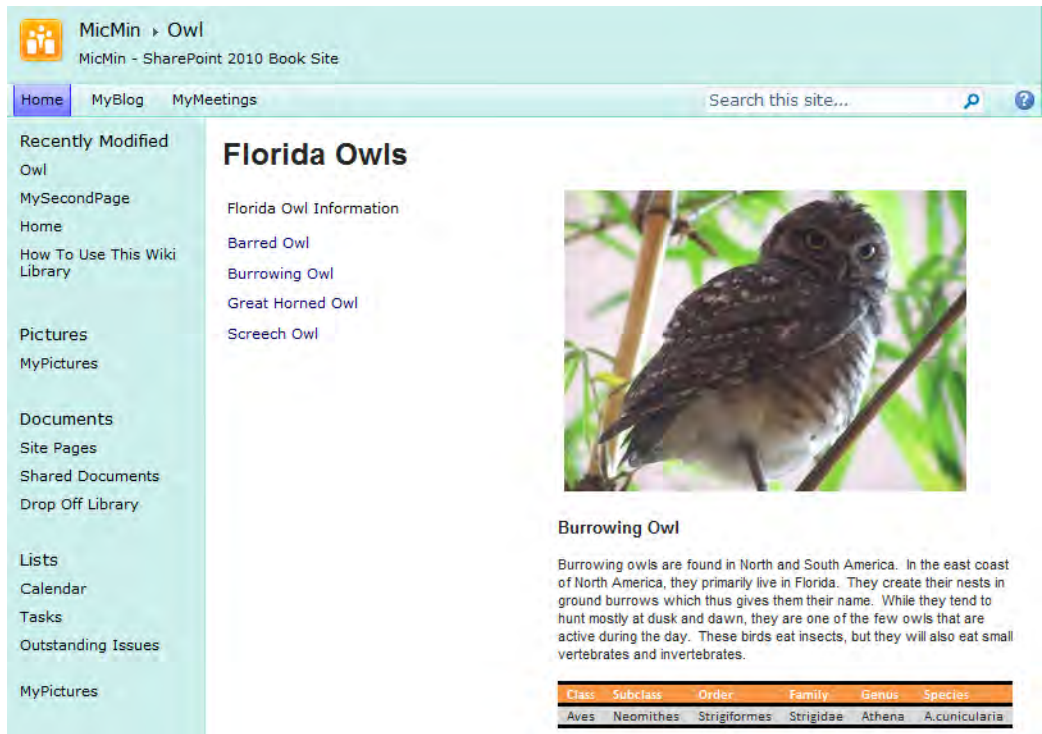 MicMin ▸ Owl
MicMin - SharePoint 2010 Book Site
Home MyBlog MyMeetings Search this site...
Recently Modified
Owl
MySecondPage
Home
How To Use This Wiki
Library
Pictures
MyPictures
Documents
Site Pages
Shared Documents
Drop Off Library
Lists
Calendar
Tasks
Outstanding Issues
MyPictures
Florida Owls
Florida Owl Information
Barred Owl
Burrowing Owl
Great Horned Owl
Screech Owl
Burrowing Owl
Burrowing owls are found in North and South America. In the east coast
of North America, they primarily live in Florida. They create their nests in
ground burrows which thus gives them their name. While they tend to
hunt mostly at dusk and dawn, they are one of the few owls that are
active during the day. These birds eat insects, but they will also eat small
vertebrates and invertebrates.
Class Subclass Order Family Genus Species
Aves Neomithes Strigiformes Strigidae Athena A.cunicularia